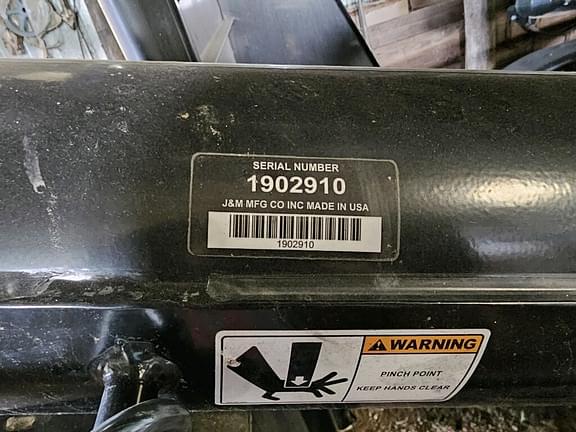 SERIAL NUMBER
1902910
J&M MFG CO INC MADE IN USA
1902910
WARNING
PINCH POINT
KEEP HANDS CLEAR